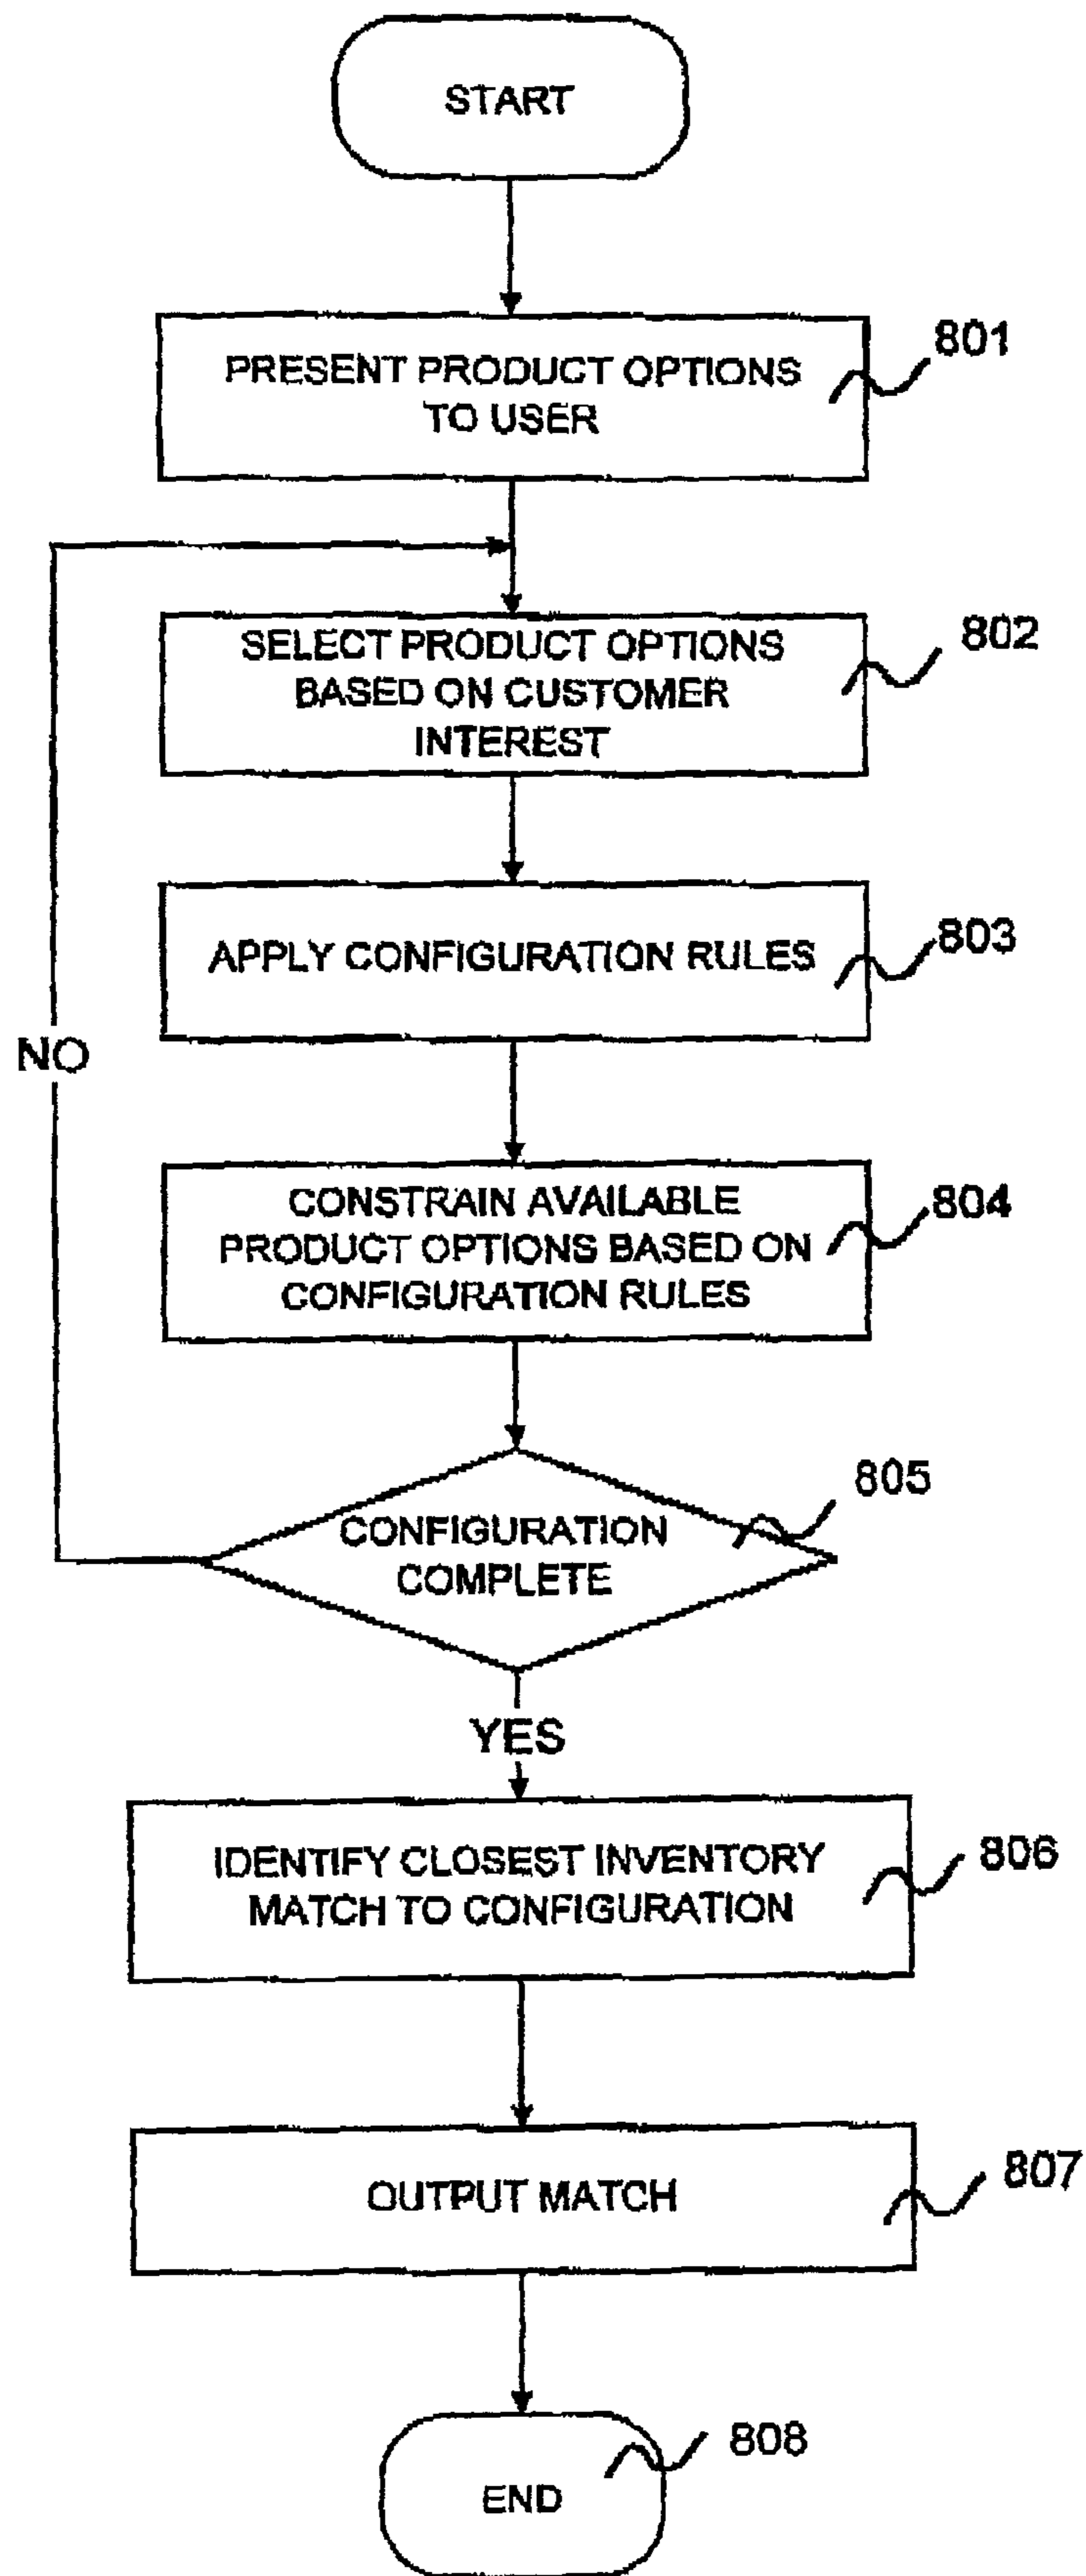 START
PRESENT PRODUCT OPTIONS
TO USER
801
SELECT PRODUCT OPTIONS
BASED ON CUSTOMER
INTEREST
802
APPLY CONFIGURATION RULES
803
NO
CONSTRAIN AVAILABLE
PRODUCT OPTIONS BASED ON
CONFIGURATION RULES
804
CONFIGURATION
COMPLETE
805
YES
IDENTIFY CLOSEST INVENTORY
MATCH TO CONFIGURATION
806
OUTPUT MATCH
807
END
808